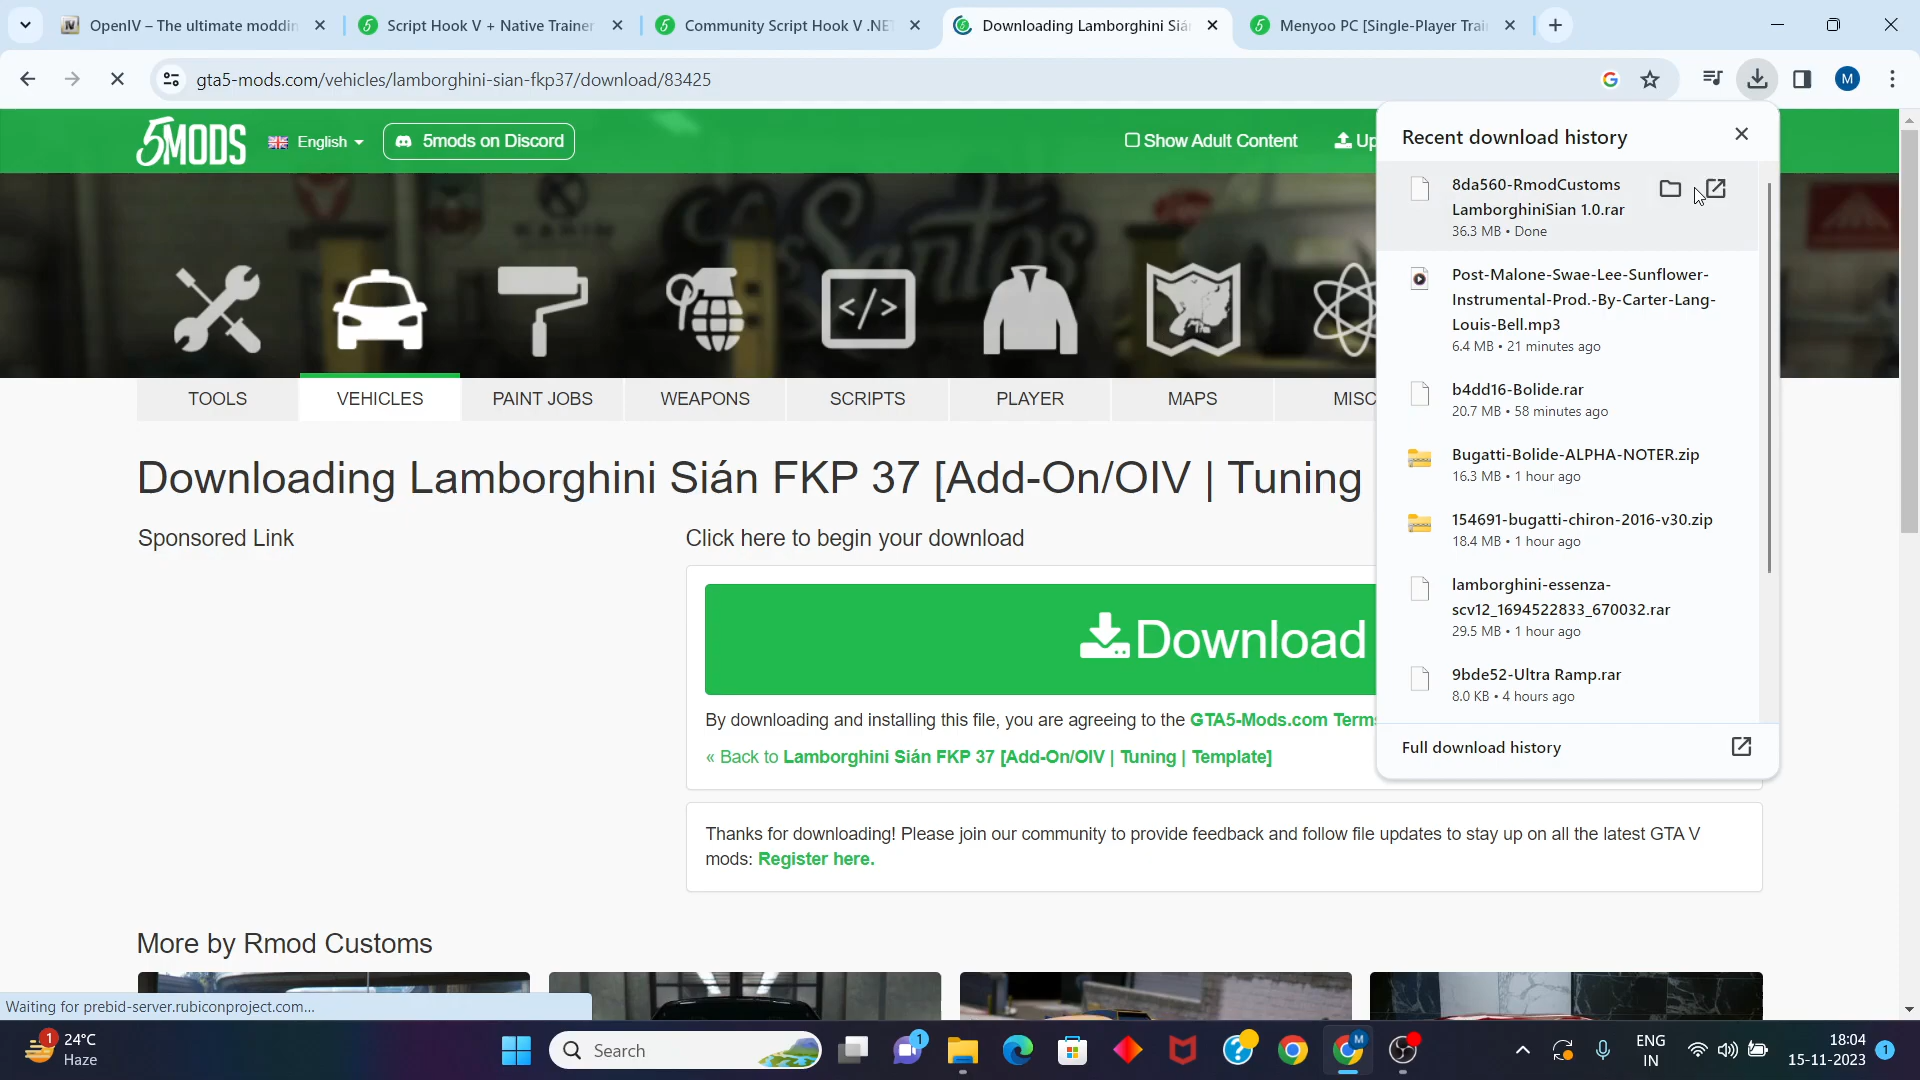 OpenIV – The ultimate moddin
Script Hook V + Native Trainer
Community Script Hook V .NE
Downloading Lamborghini Siá
Menyoo PC [Single-Player Trai
gta5-mods.com/vehicles/lamborghini-sian-fkp37/download/83425
M
5MODS
English
5mods on Discord
Show Adult Content
Up
Recent download history
8da560-RmodCustoms
LamborghiniSian 1.0.rar
36.3 MB • Done
Post-Malone-Swae-Lee-Sunflower-
Instrumental-Prod.-By-Carter-Lang-
Louis-Bell.mp3
6.4 MB • 21 minutes ago
b4dd16-Bolide.rar
20.7 MB • 58 minutes ago
Bugatti-Bolide-ALPHA-NOTER.zip
16.3 MB • 1 hour ago
154691-bugatti-chiron-2016-v30.zip
18.4 MB • 1 hour ago
lamborghini-essenza-
scv12_1694522833_670032.rar
29.5 MB • 1 hour ago
9bde52-Ultra Ramp.rar
8.0 KB • 4 hours ago
Full download history
TOOLS
VEHICLES
PAINT JOBS
WEAPONS
SCRIPTS
PLAYER
MAPS
MISC
Downloading Lamborghini Sián FKP 37 [Add-On/OIV | Tuning
Sponsored Link
Click here to begin your download
Download
By downloading and installing this file, you are agreeing to the GTA5-Mods.com Terms
« Back to Lamborghini Sián FKP 37 [Add-On/OIV | Tuning | Template]
Thanks for downloading! Please join our community to provide feedback and follow file updates to stay up on all the latest GTA V
mods: Register here.
More by Rmod Customs
Waiting for prebid-server.rubiconproject.com...
1
24°C
Haze
Search
1
M
ENG
IN
18:04
15-11-2023
1